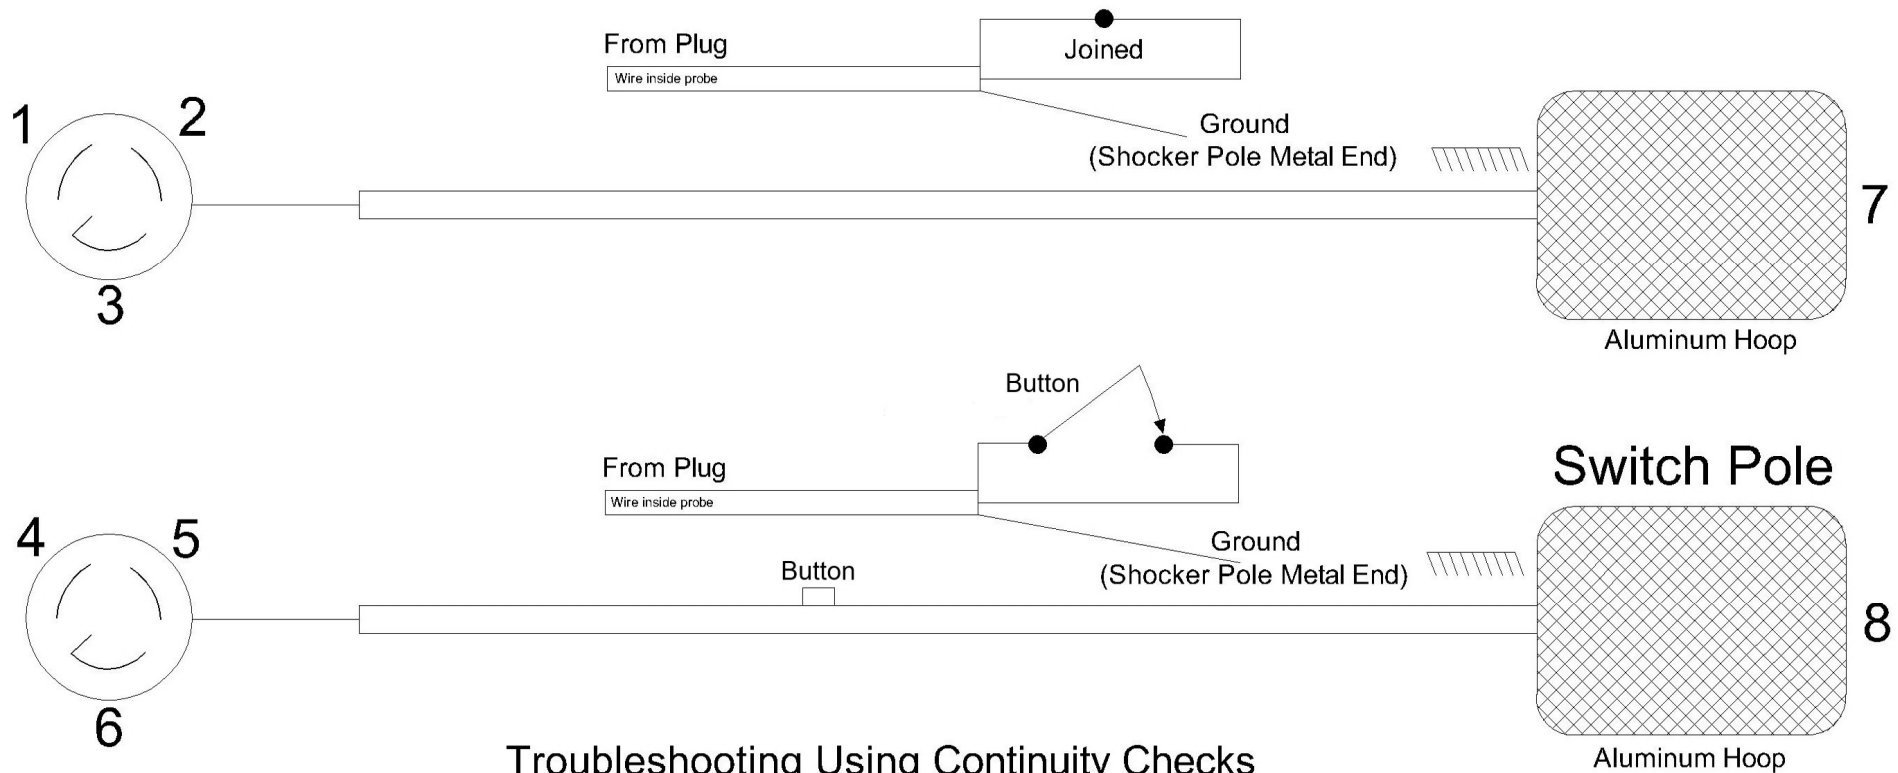 From Plug
Joined
Wire inside probe
1
2
Ground
(Shocker Pole Metal End)
7
3
Aluminum Hoop
Button
Switch Pole
From Plug
Wire inside probe
4
5
Ground
(Shocker Pole Metal End)
Button
8
6
Troubleshooting Using Continuity Checks
Aluminum Hoop